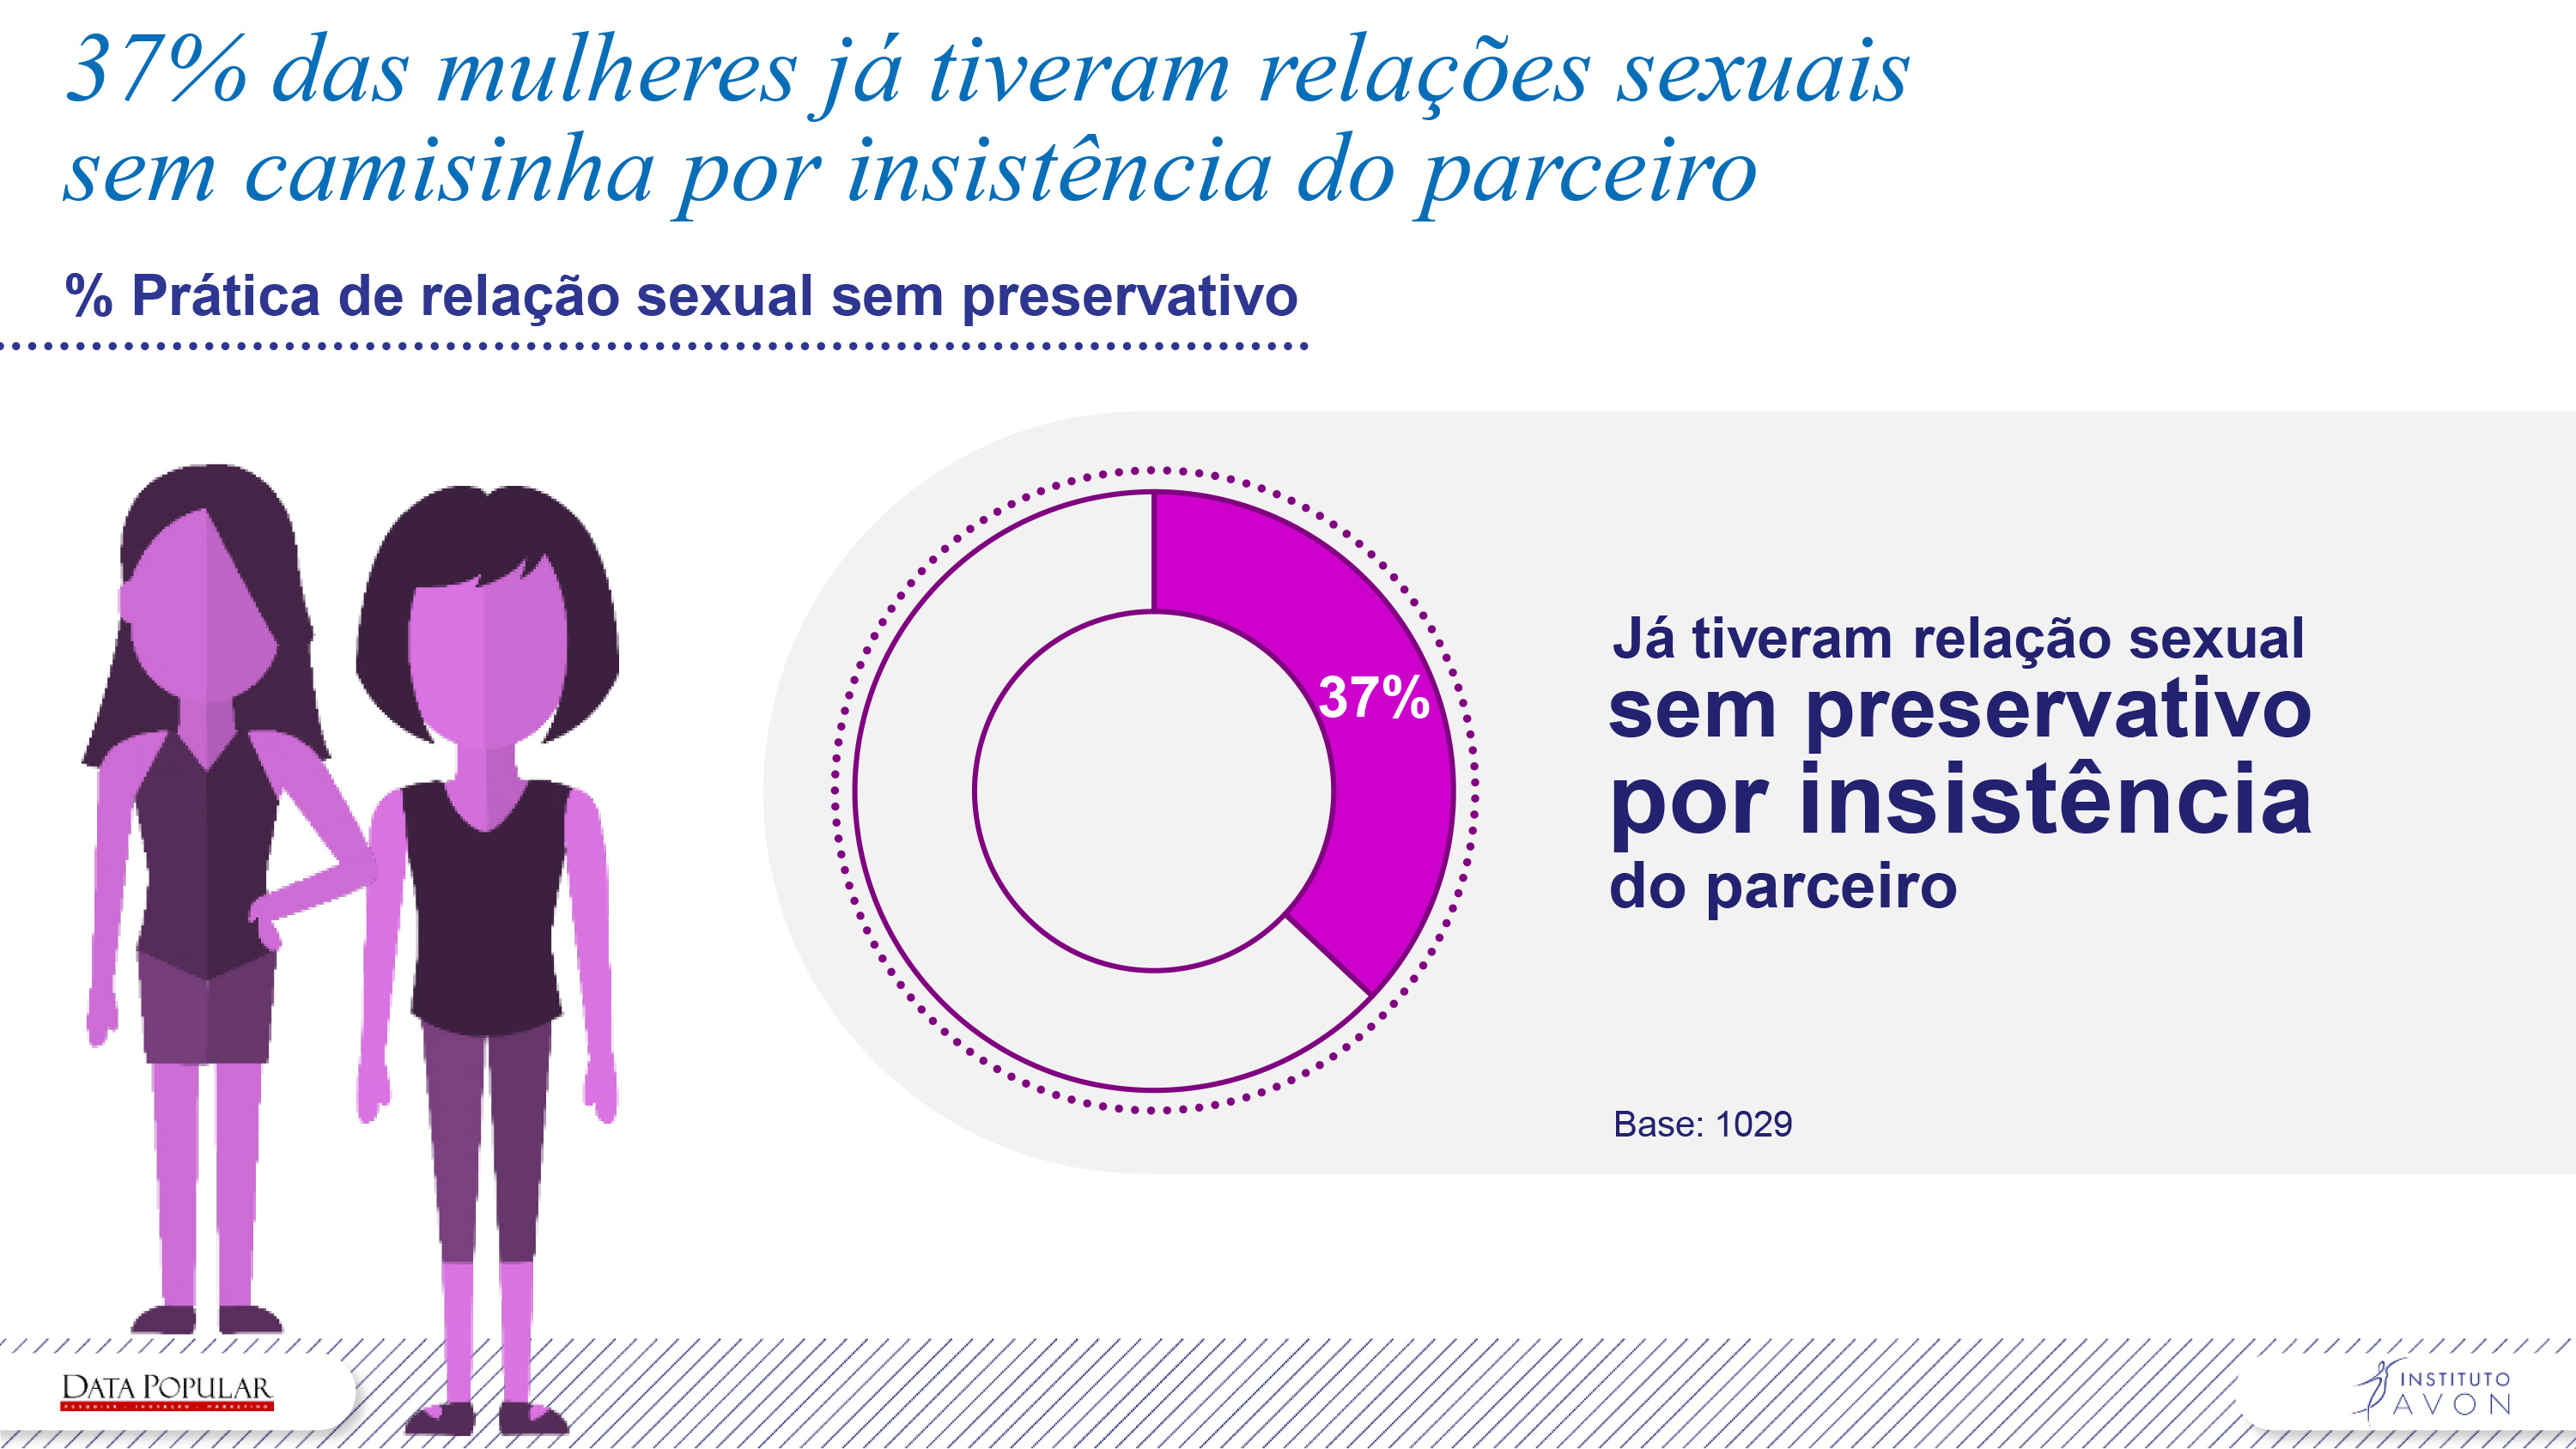 37% das mulheres já tiveram relações sexuais
sem camisinha por insistência do parceiro
% Prática de relação sexual sem preservativo
37%
Já tiveram relação sexual
sem preservativo
por insistência
do parceiro
Base: 1029
DATA POPULAR
PESQUISA · INOVAÇÃO · MARKETING
INSTITUTO
AVON